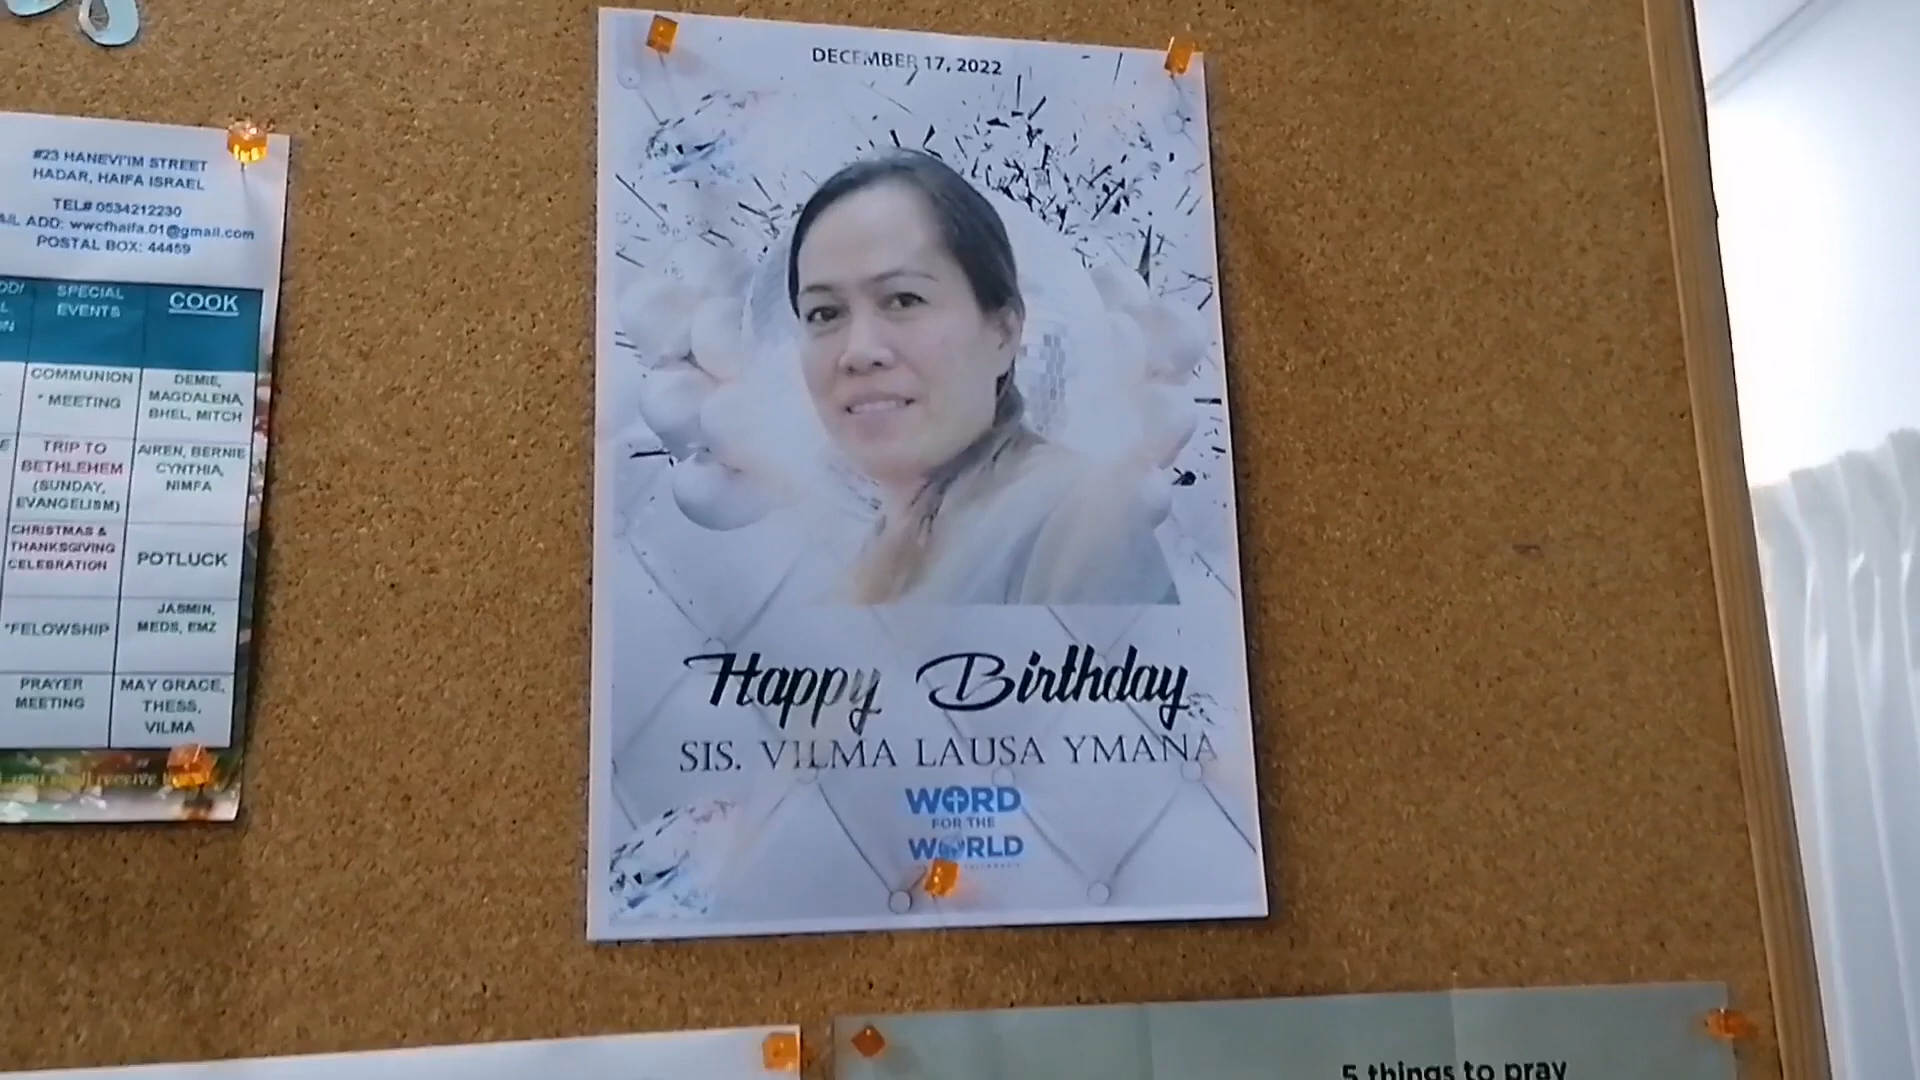 #23 HANEVI'IM STREET
HADAR, HAIFA ISRAEL
TEL# 0534212230
ADD: wwcfhaifa.01@gmail.com
POSTAL BOX: 44459
SPECIAL EVENTS
COOK
COMMUNION
* MEETING
DEMIE,
MAGDALENA,
BHEL, MITCH
TRIP TO
BETHLEHEM
(SUNDAY,
EVANGELISM)
AIREN, BERNIE
CYNTHIA,
NIMFA
CHRISTMAS &
THANKSGIVING
CELEBRATION
POTLUCK
*FELOWSHIP
JASMIN,
MEDS, EMZ
PRAYER
MEETING
MAY GRACE,
THESS,
VILMA
you shall receive
DECEMBER 17, 2022
Happy Birthday
SIS. VILMA LAUSA YMANA
WORD
FOR THE
WORLD
5 things to pray